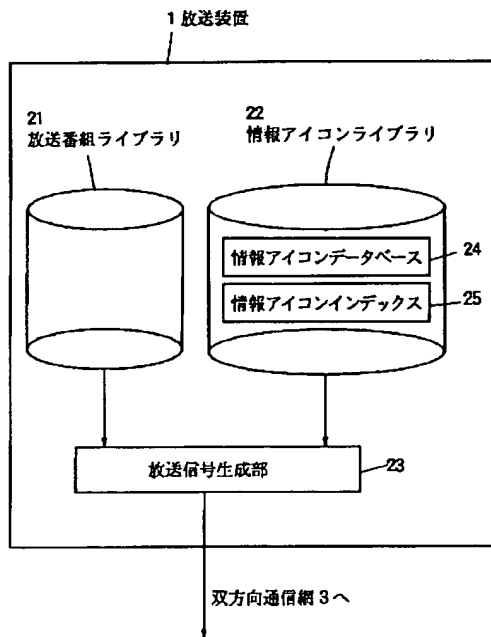 1 放送装置
21
放送番組ライブラリ
22
情報アイコンライブラリ
情報アイコンデータベース
24
情報アイコンインデックス
25
放送信号生成部
23
双方向通信網3へ